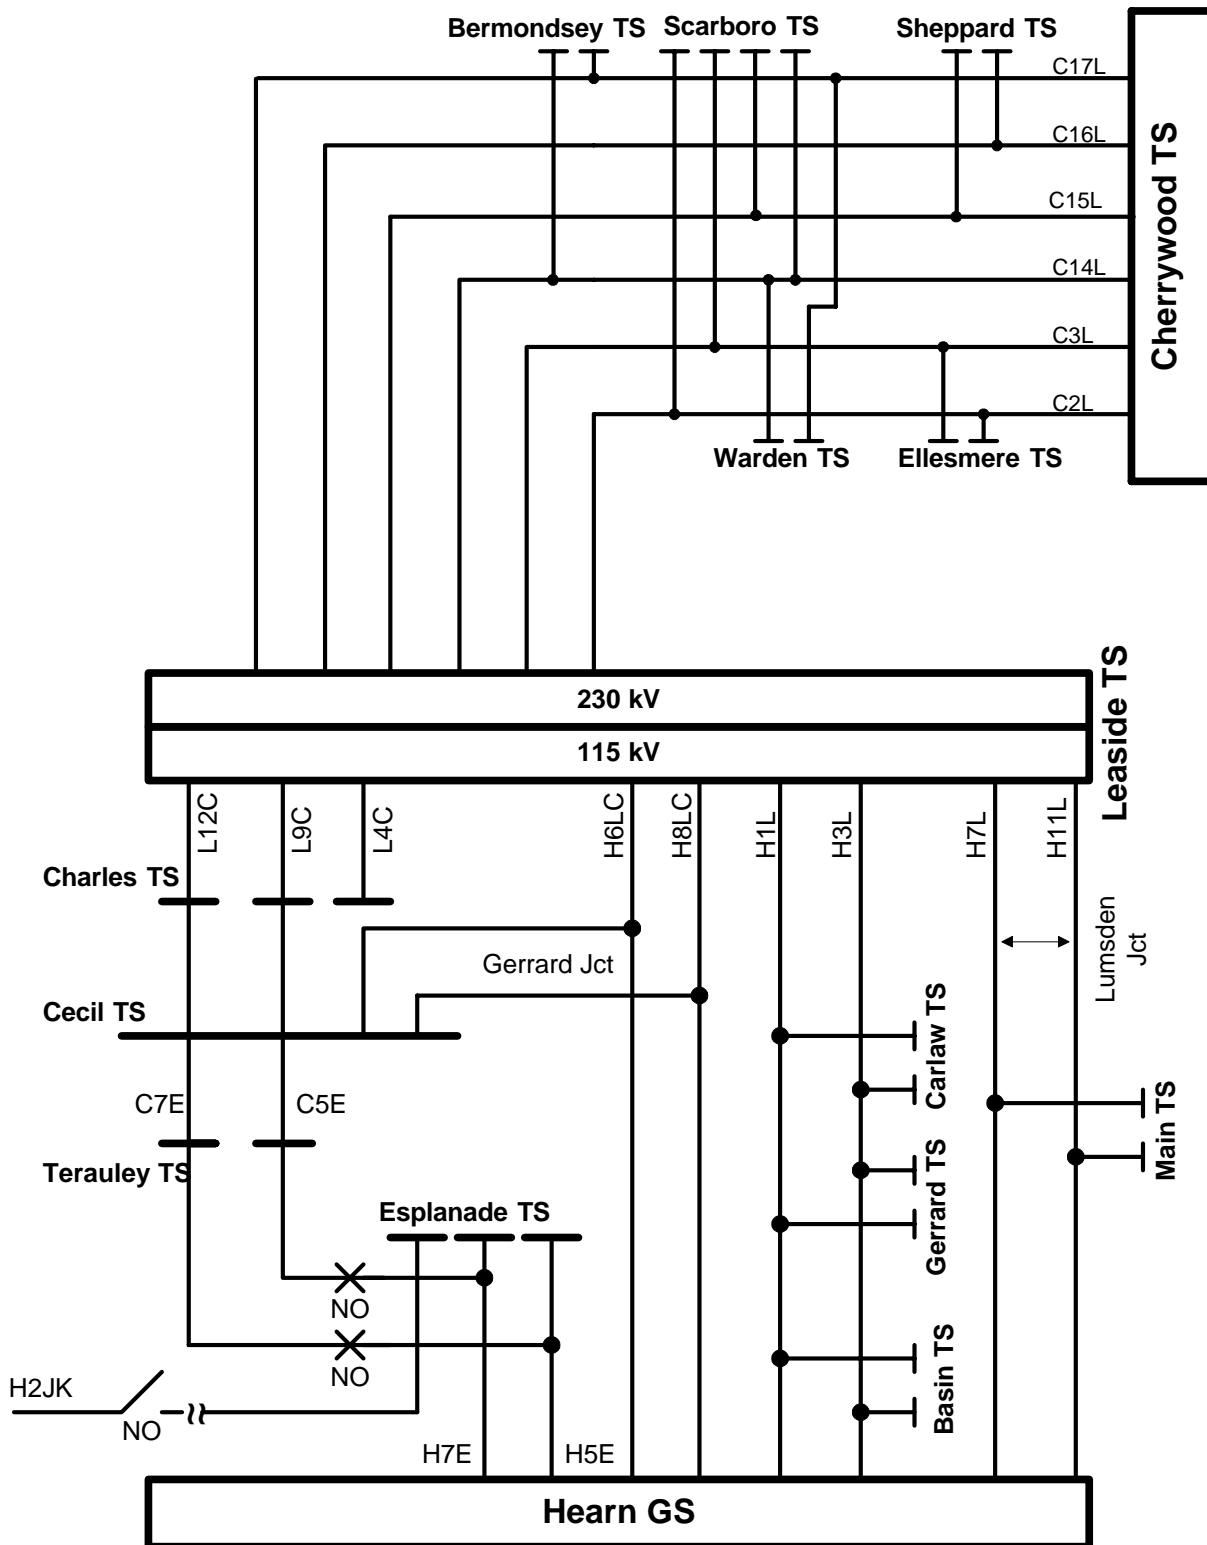 Bermondsey TS
Scarboro TS
Sheppard TS
C17L
C16L
C15L
C14L
C3L
C2L
Cherrywood TS
Warden TS
Ellesmere TS
230 kV
115 kV
Leaside TS
L12C
L9C
L4C
H6LC
H8LC
H1L
H3L
H7L
H11L
Charles TS
Lumsden
Jct
Gerrard Jct
Cecil TS
Carlaw TS
C7E
C5E
Main TS
Terauley TS
Gerrard TS
Esplanade TS
NO
NO
Basin TS
H2JK
NO
H7E
H5E
Hearn GS